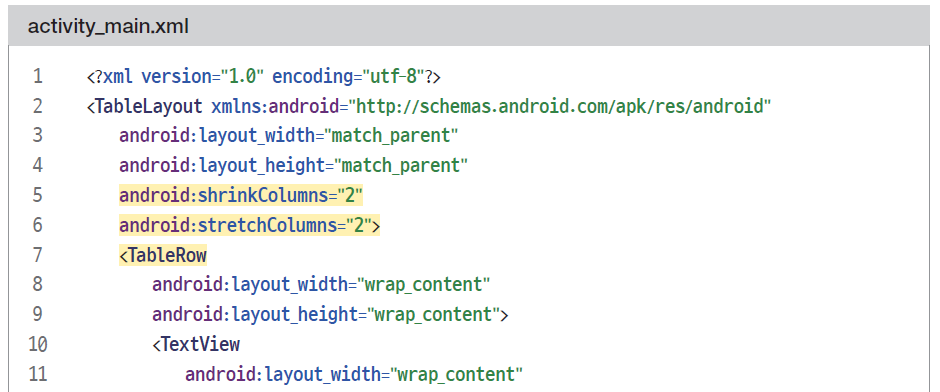 activity_main.xml
1 <?xml version="1.0" encoding="utf-8"?>
2 <TableLayout xmlns:android="http://schemas.android.com/apk/res/android"
3 android:layout_width="match_parent"
4 android:layout_height="match_parent"
5 android:shrinkColumns="2"
6 android:stretchColumns="2">
7 <TableRow
8 android:layout_width="wrap_content"
9 android:layout_height="wrap_content">
10 <TextView
11 android:layout_width="wrap_content"